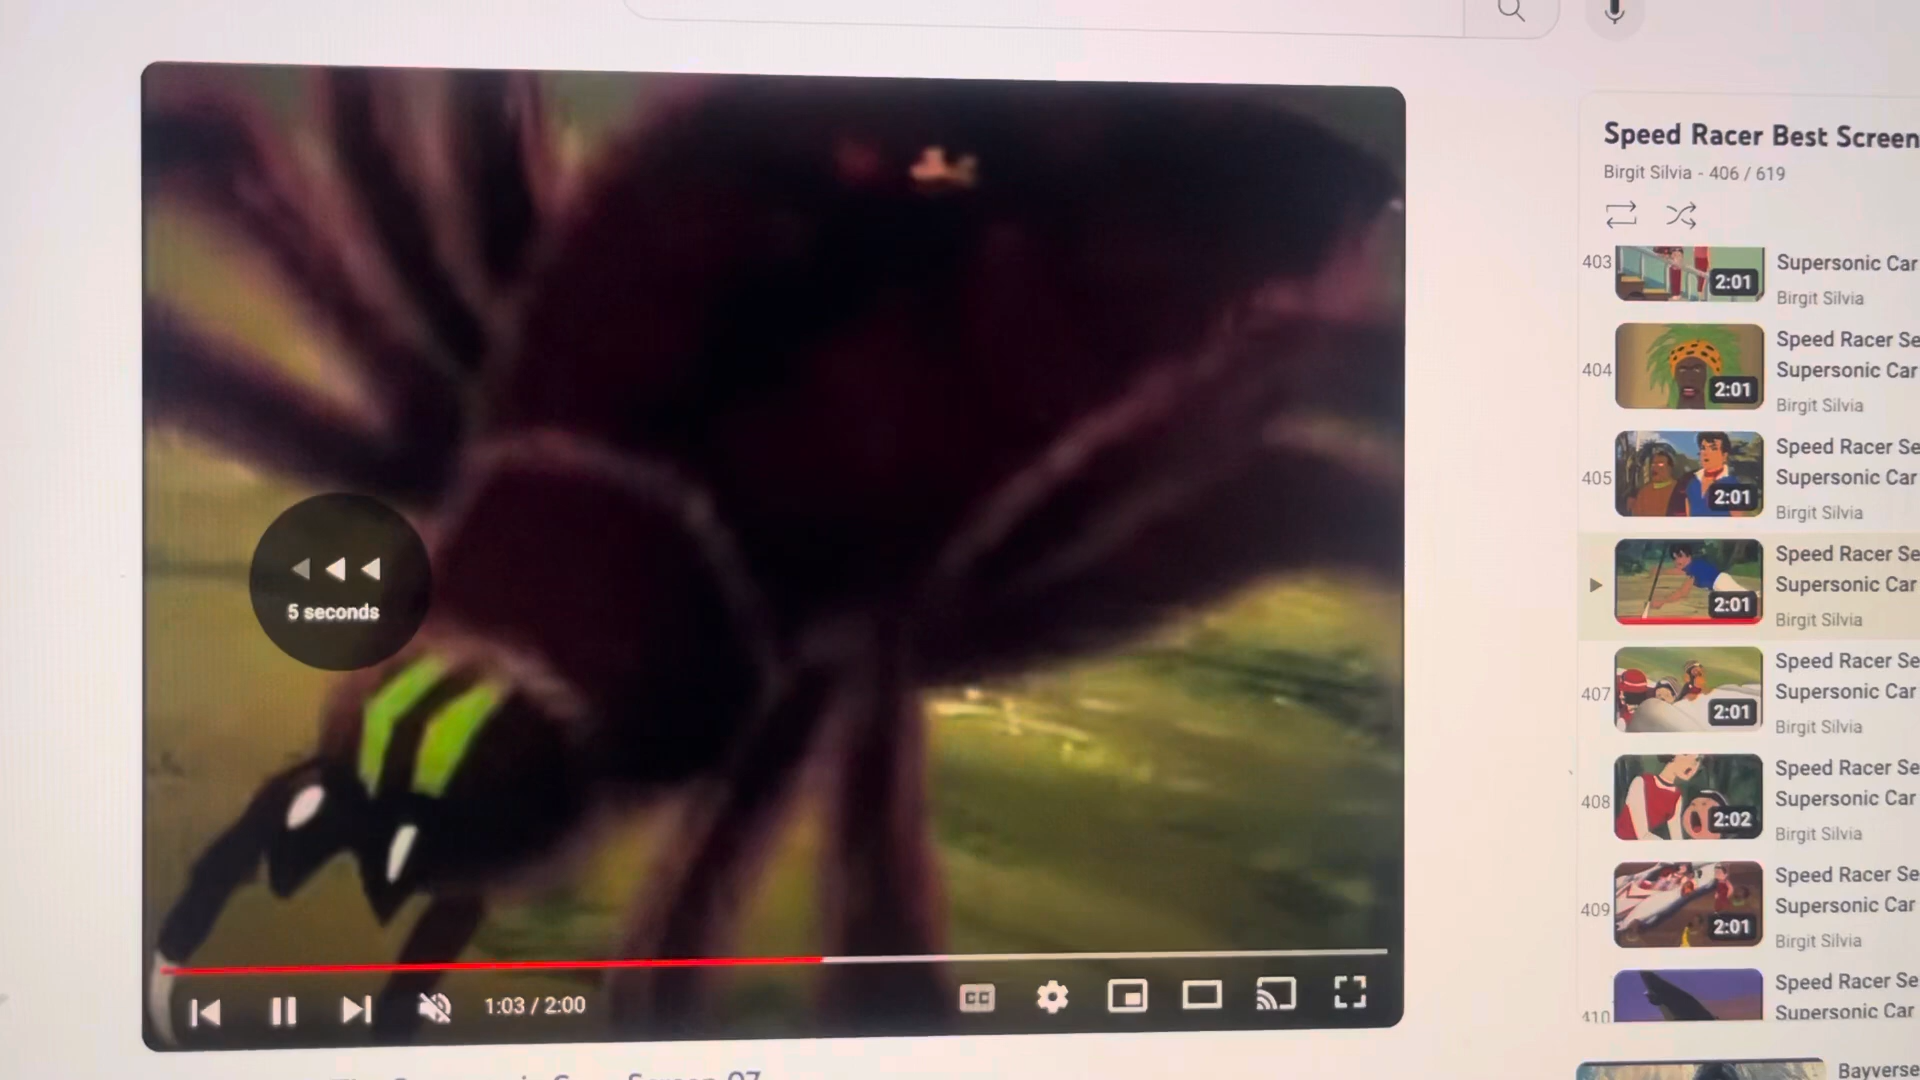 Speed Racer Best Screen
Birgit Silvia - 406 / 619
403
2:01
Supersonic Car
Birgit Silvia
404
2:01
Speed Racer Se
Supersonic Car
Birgit Silvia
405
2:01
Speed Racer Se
Supersonic Car
Birgit Silvia
2:01
Speed Racer Se
Supersonic Car
Birgit Silvia
407
2:01
Speed Racer Se
Supersonic Car
Birgit Silvia
408
2:02
Speed Racer Se
Supersonic Car
Birgit Silvia
409
2:01
Speed Racer Se
Supersonic Car
Birgit Silvia
410
Speed Racer Se
Supersonic Car
Bayverse
5 seconds
1:03 / 2:00
CC